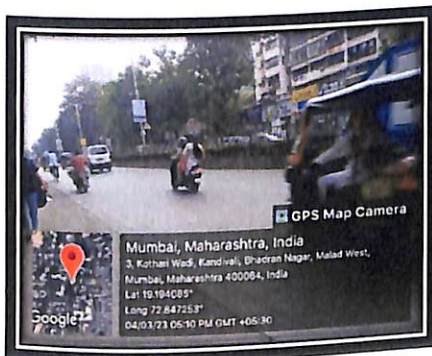 GPS Map Camera
Mumbai, Maharashtra, India
3, Kothari Wadi, Kandivali, Bhadran Nagar, Malad West,
Mumbai, Maharashtra 400064, India
Lat 19.194085°
Long 72.847253°
04/03/23 05:10 PM GMT +05:30
Google